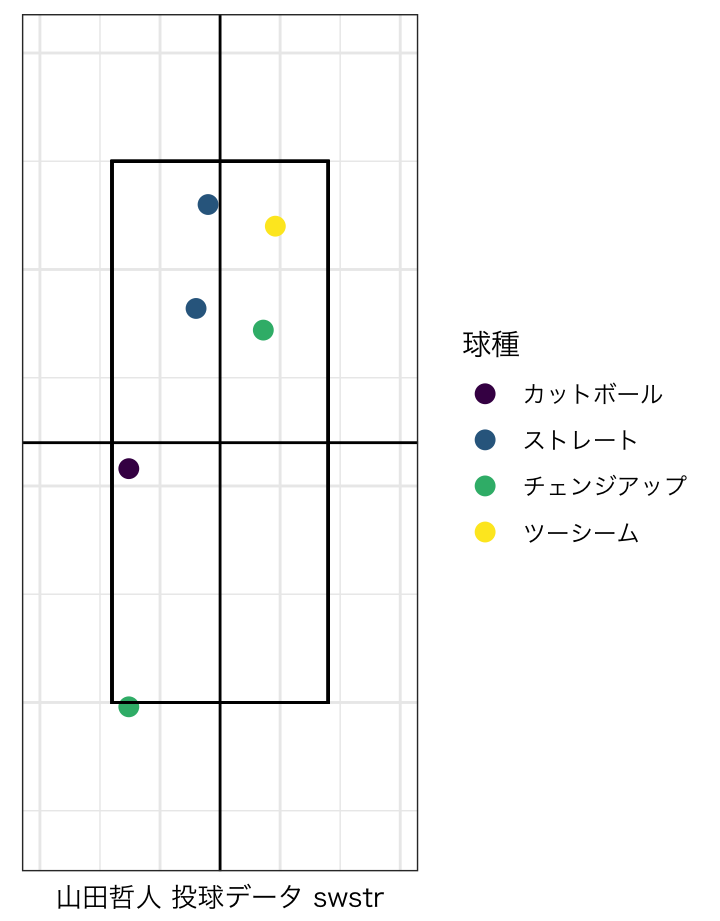 球種
カットボール
ストレート
チェンジアップ
ツーシーム
山田哲人 投球データ swstr